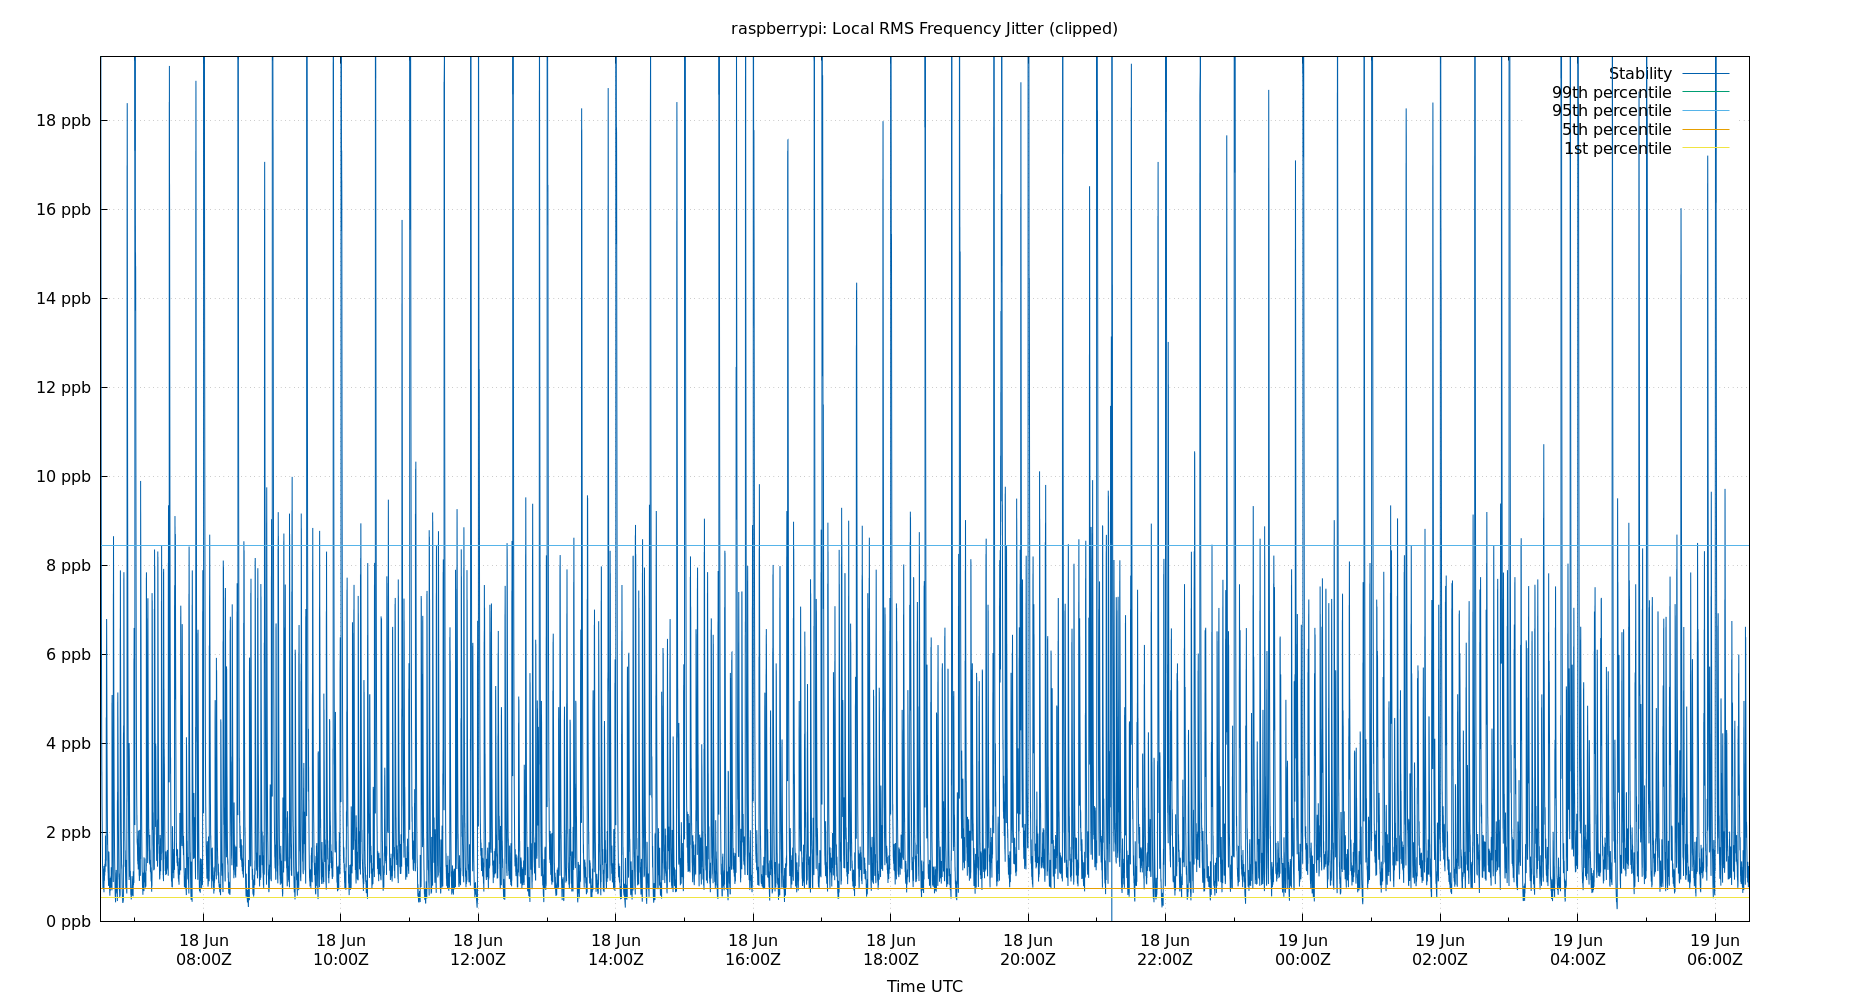 raspberrypi: Local RMS Frequency Jitter (clipped)
Stability
99th percentile
95th percentile
5th percentile
1st percentile
18 ppb
16 ppb
14 ppb
12 ppb
10 ppb
8 ppb
6 ppb
4 ppb
2 ppb
0 ppb
18 Jun 18 Jun 18 Jun 18 Jun 18 Jun 18 Jun 18 Jun 18 Jun 19 Jun 19 Jun 19 Jun 19 Jun
08:00Z 10:00Z 12:00Z 14:00Z 16:00Z 18:00Z 20:00Z 22:00Z 00:00Z 02:00Z 04:00Z 06:00Z
Time UTC